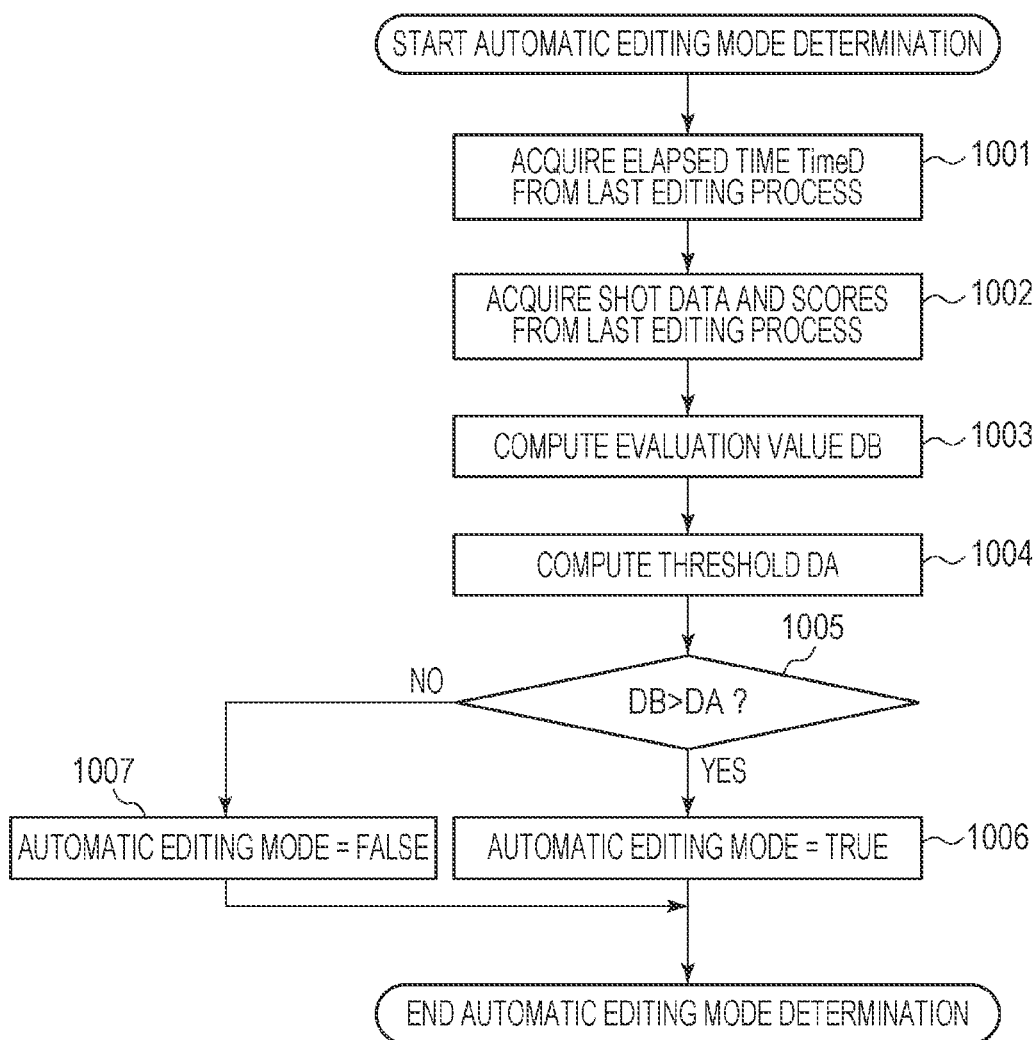 START AUTOMATIC EDITING MODE DETERMINATION
ACQUIRE ELAPSED TIME TimeD
FROM LAST EDITING PROCESS
1001
ACQUIRE SHOT DATA AND SCORES
FROM LAST EDITING PROCESS
1002
COMPUTE EVALUATION VALUE DB
1003
COMPUTE THRESHOLD DA
1004
1005
DB>DA ?
NO
YES
1007
AUTOMATIC EDITING MODE = FALSE
AUTOMATIC EDITING MODE = TRUE
1006
END AUTOMATIC EDITING MODE DETERMINATION